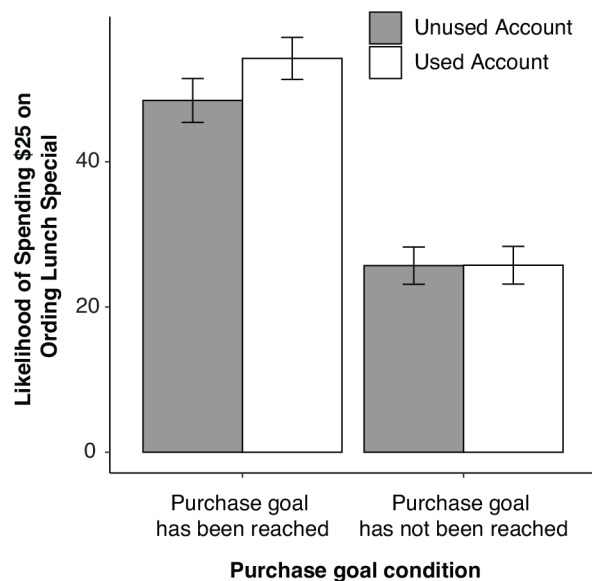 Unused Account
Used Account
Likelihood of Spending $25 on
Ording Lunch Special
40
20
0
Purchase goal
has been reached
Purchase goal
has not been reached
Purchase goal condition